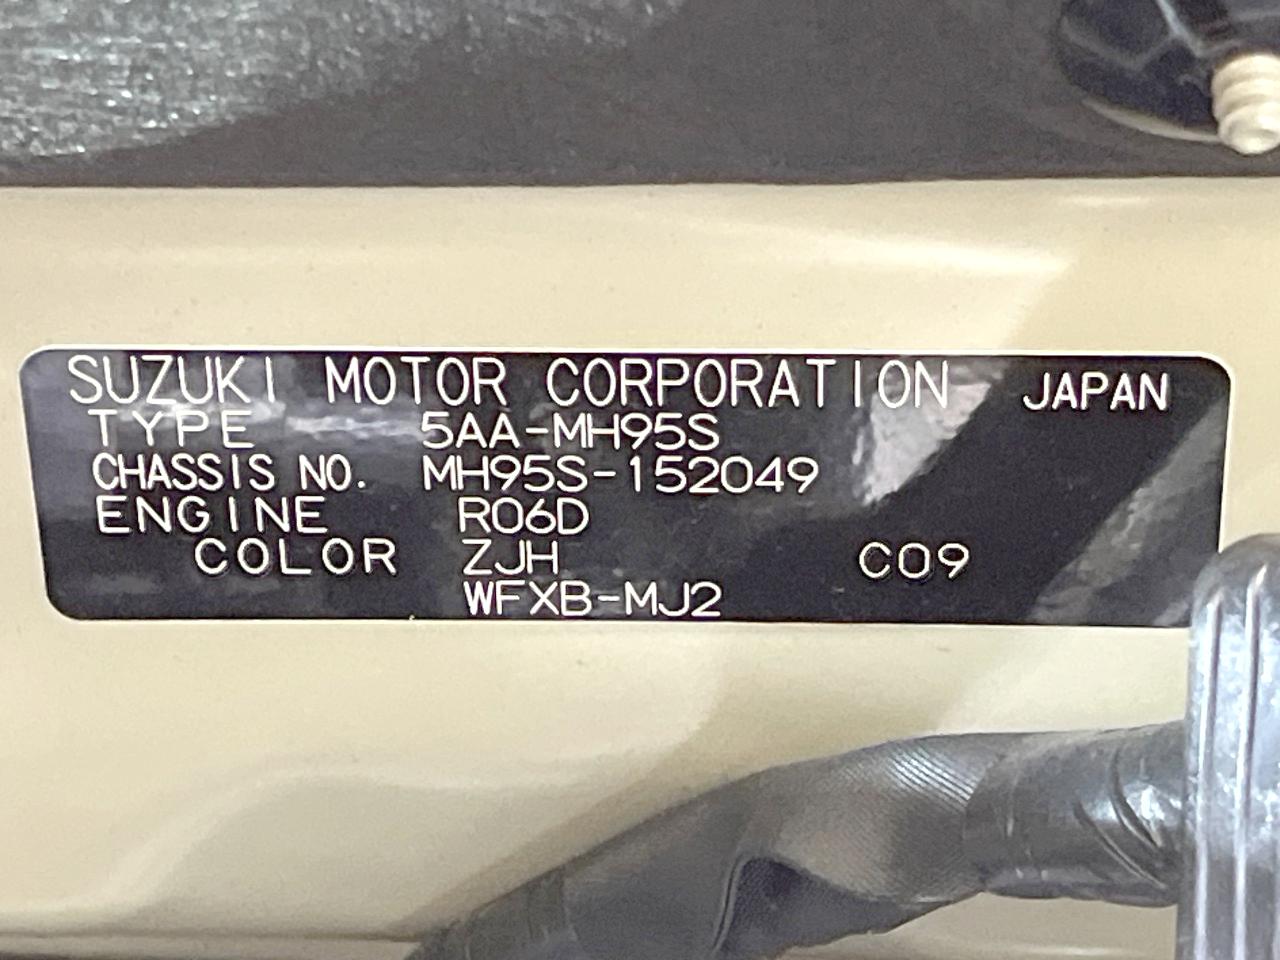 SUZUKI MOTOR CORPORATION JAPAN
TYPE 5AA-MH95S
CHASSIS NO. MH95S-152049
ENGINE R06D
COLOR ZJH C09
WFXB-MJ2